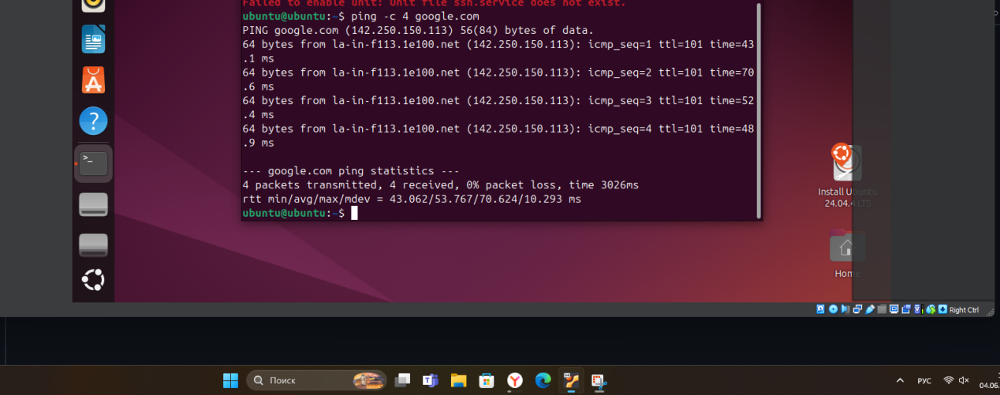 Failed to enable unit: Unit file ssh.service does not exist.
ubuntu@ubuntu:~$ ping -c 4 google.com
PING google.com (142.250.150.113) 56(84) bytes of data.
64 bytes from la-in-f113.1e100.net (142.250.150.113): icmp_seq=1 ttl=101 time=43
.1 ms
64 bytes from la-in-f113.1e100.net (142.250.150.113): icmp_seq=2 ttl=101 time=70
.6 ms
64 bytes from la-in-f113.1e100.net (142.250.150.113): icmp_seq=3 ttl=101 time=52
.4 ms
64 bytes from la-in-f113.1e100.net (142.250.150.113): icmp_seq=4 ttl=101 time=48
.9 ms
--- google.com ping statistics ---
4 packets transmitted, 4 received, 0% packet loss, time 3026ms
rtt min/avg/max/mdev = 43.062/53.767/70.624/10.293 ms
ubuntu@ubuntu:~$
Install Ubuntu
24.04.4 LTS
Home
Right Ctrl
Поиск
РУС
04.06.